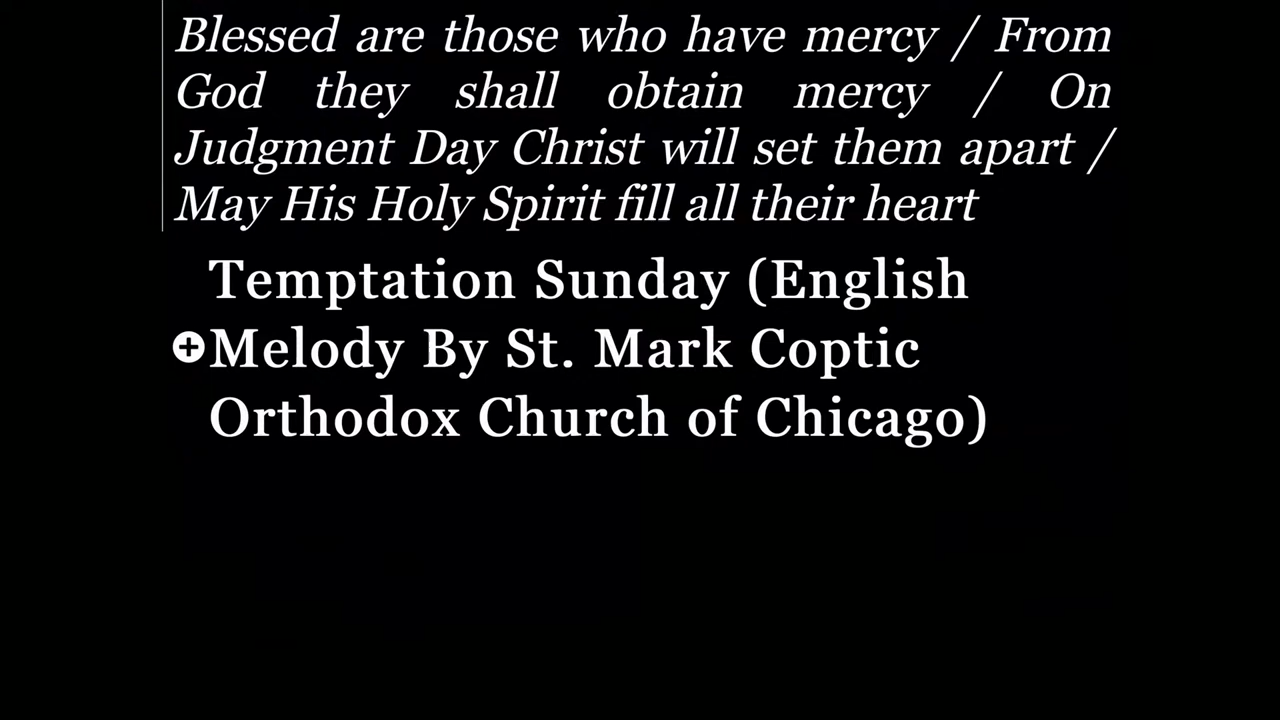 Blessed are those who have mercy / From
God they shall obtain mercy / On
Judgment Day Christ will set them apart /
May His Holy Spirit fill all their heart
Temptation Sunday (English
Melody By St. Mark Coptic
Orthodox Church of Chicago)